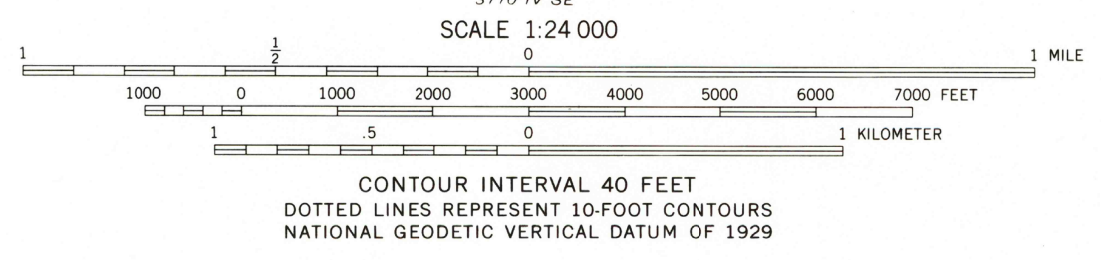 SCALE 1:24 000
1 ½ 0 1 MILE
1000 0 1000 2000 3000 4000 5000 6000 7000 FEET
1 .5 0 1 KILOMETER
CONTOUR INTERVAL 40 FEET
DOTTED LINES REPRESENT 10-FOOT CONTOURS
NATIONAL GEODETIC VERTICAL DATUM OF 1929